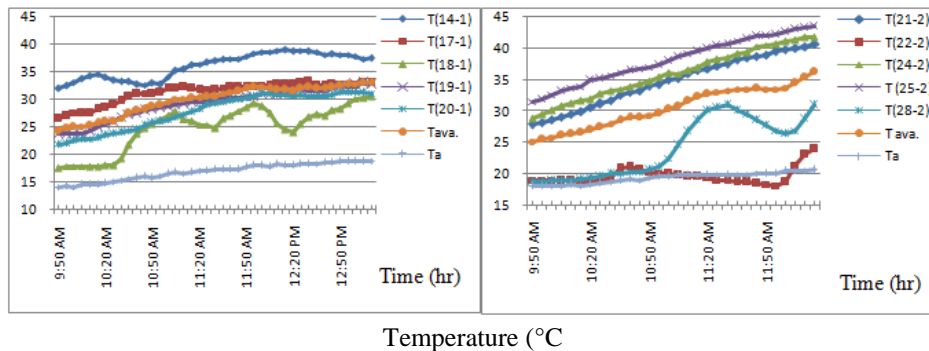 45
40
35
30
25
20
15
10
9:50 AM
10:20 AM
10:50 AM
11:20 AM
11:50 AM
12:20 PM
12:50 PM
Time (hr)
T(14-1)
T(17-1)
T(18-1)
T(19-1)
T(20-1)
Tava.
Ta
45
40
35
30
25
20
15
9:50 AM
10:20 AM
10:50 AM
11:20 AM
11:50 AM
Time (hr)
T(21-2)
T(22-2)
T(24-2)
T(25-2)
T(28-2)
Tava.
Ta
Temperature (°C